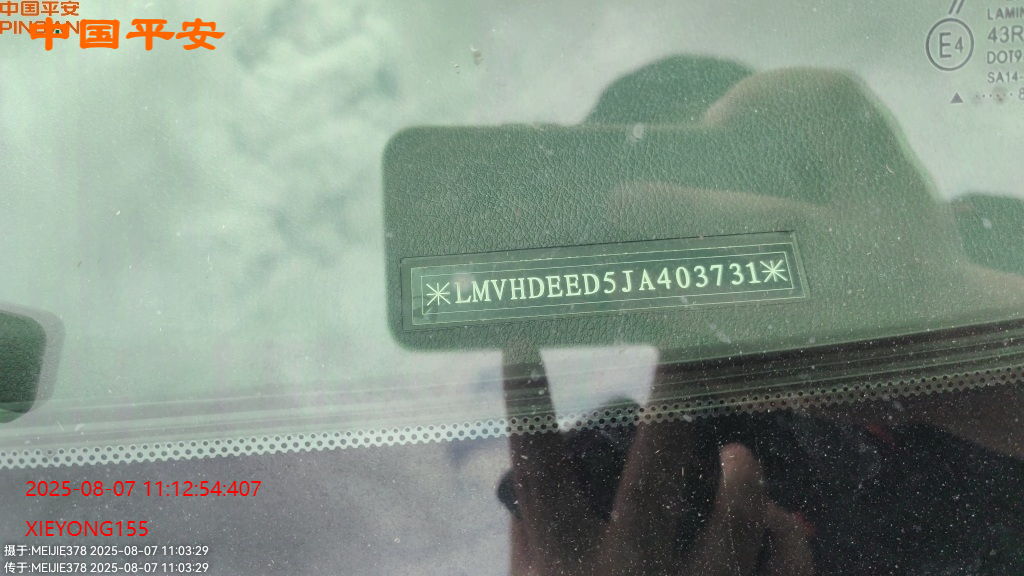 中国平安
PINGAN
中国平安
LAMIN
43R
DOT9
SA14-
E4
✳LMVHDEED5JA403731✳
2025-08-07 11:12:54:407
XIEYONG155
摄于:MEIJIE378 2025-08-07 11:03:29
传于:MEIJIE378 2025-08-07 11:03:29